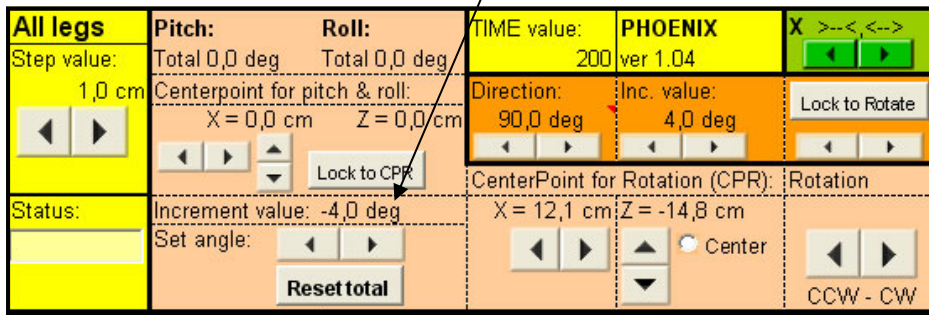 All legs
Step value:
1,0 cm
Status:
Pitch: Roll:
Total 0,0 deg Total 0,0 deg
Centerpoint for pitch & roll:
X = 0,0 cm Z = 0,0 cm
Lock to CPR
Increment value: -4,0 deg
Set angle:
Reset total
TIME value:
200
PHOENIX
ver 1.04
X >--<,<-->
Direction:
90,0 deg
Inc. value:
4,0 deg
Lock to Rotate
CenterPoint for Rotation (CPR):
X = 12,1 cm Z = -14,8 cm
Center
Rotation
CCW - CW